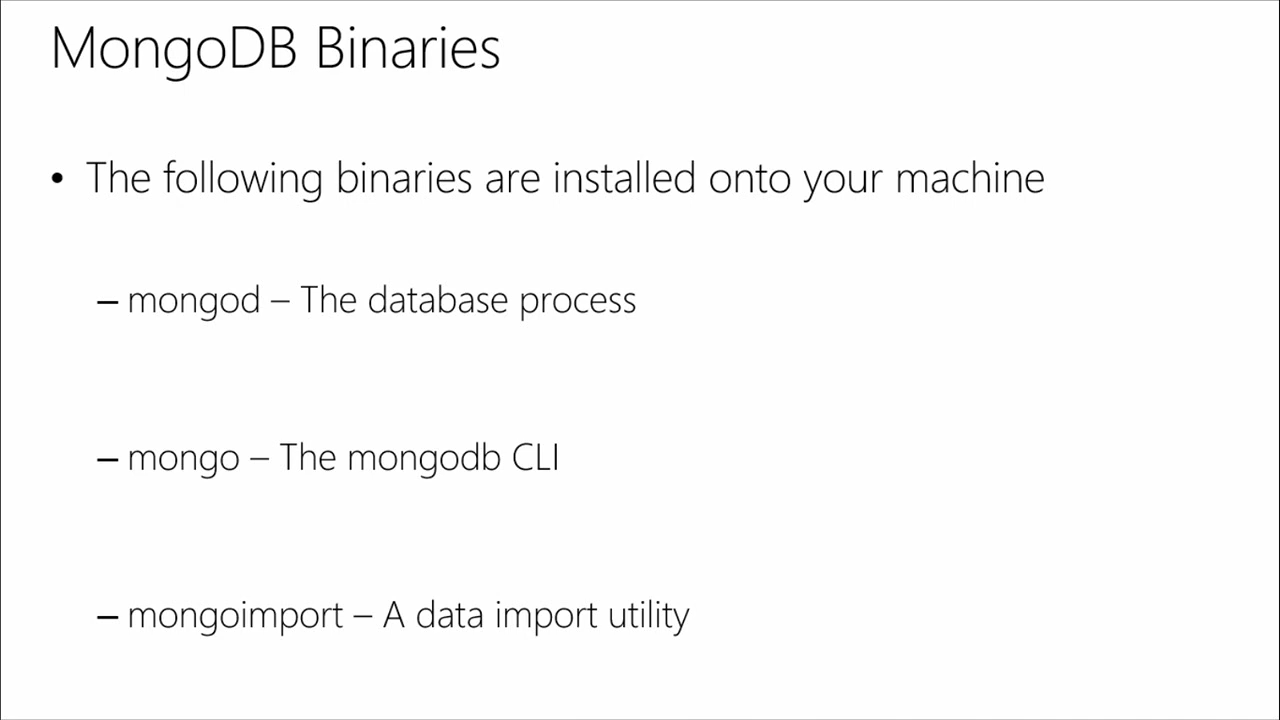 MongoDB Binaries
• The following binaries are installed onto your machine
– mongod – The database process
– mongo – The mongodb CLI
– mongoimport – A data import utility